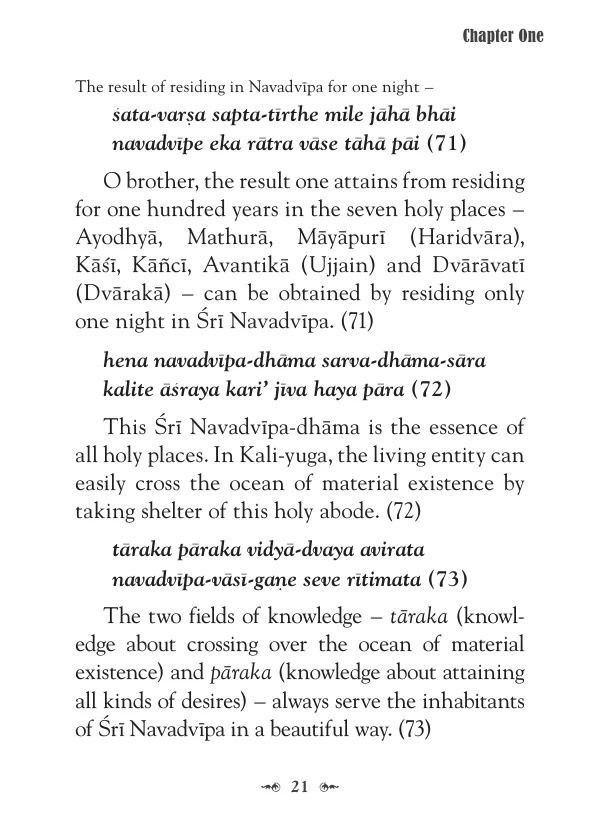 Chapter One
The result of residing in Navadvīpa for one night –
śata-varṣa sapta-tīrthe mile jāhā bhāi
navadvīpe eka rātra vāse tāhā pāi (71)
O brother, the result one attains from residing
for one hundred years in the seven holy places –
Ayodhyā, Mathurā, Māyāpurī (Haridvāra),
Kāśī, Kāñcī, Avantikā (Ujjain) and Dvārāvatī
(Dvārakā) – can be obtained by residing only
one night in Śrī Navadvīpa. (71)
hena navadvīpa-dhāma sarva-dhāma-sāra
kalite āśraya kari’ jīva haya pāra (72)
This Śrī Navadvīpa-dhāma is the essence of
all holy places. In Kali-yuga, the living entity can
easily cross the ocean of material existence by
taking shelter of this holy abode. (72)
tāraka pāraka vidyā-dvaya avirata
navadvīpa-vāsī-gaṇe seve rītimata (73)
The two fields of knowledge – tāraka (knowl-
edge about crossing over the ocean of material
existence) and pāraka (knowledge about attaining
all kinds of desires) – always serve the inhabitants
of Śrī Navadvīpa in a beautiful way. (73)
21